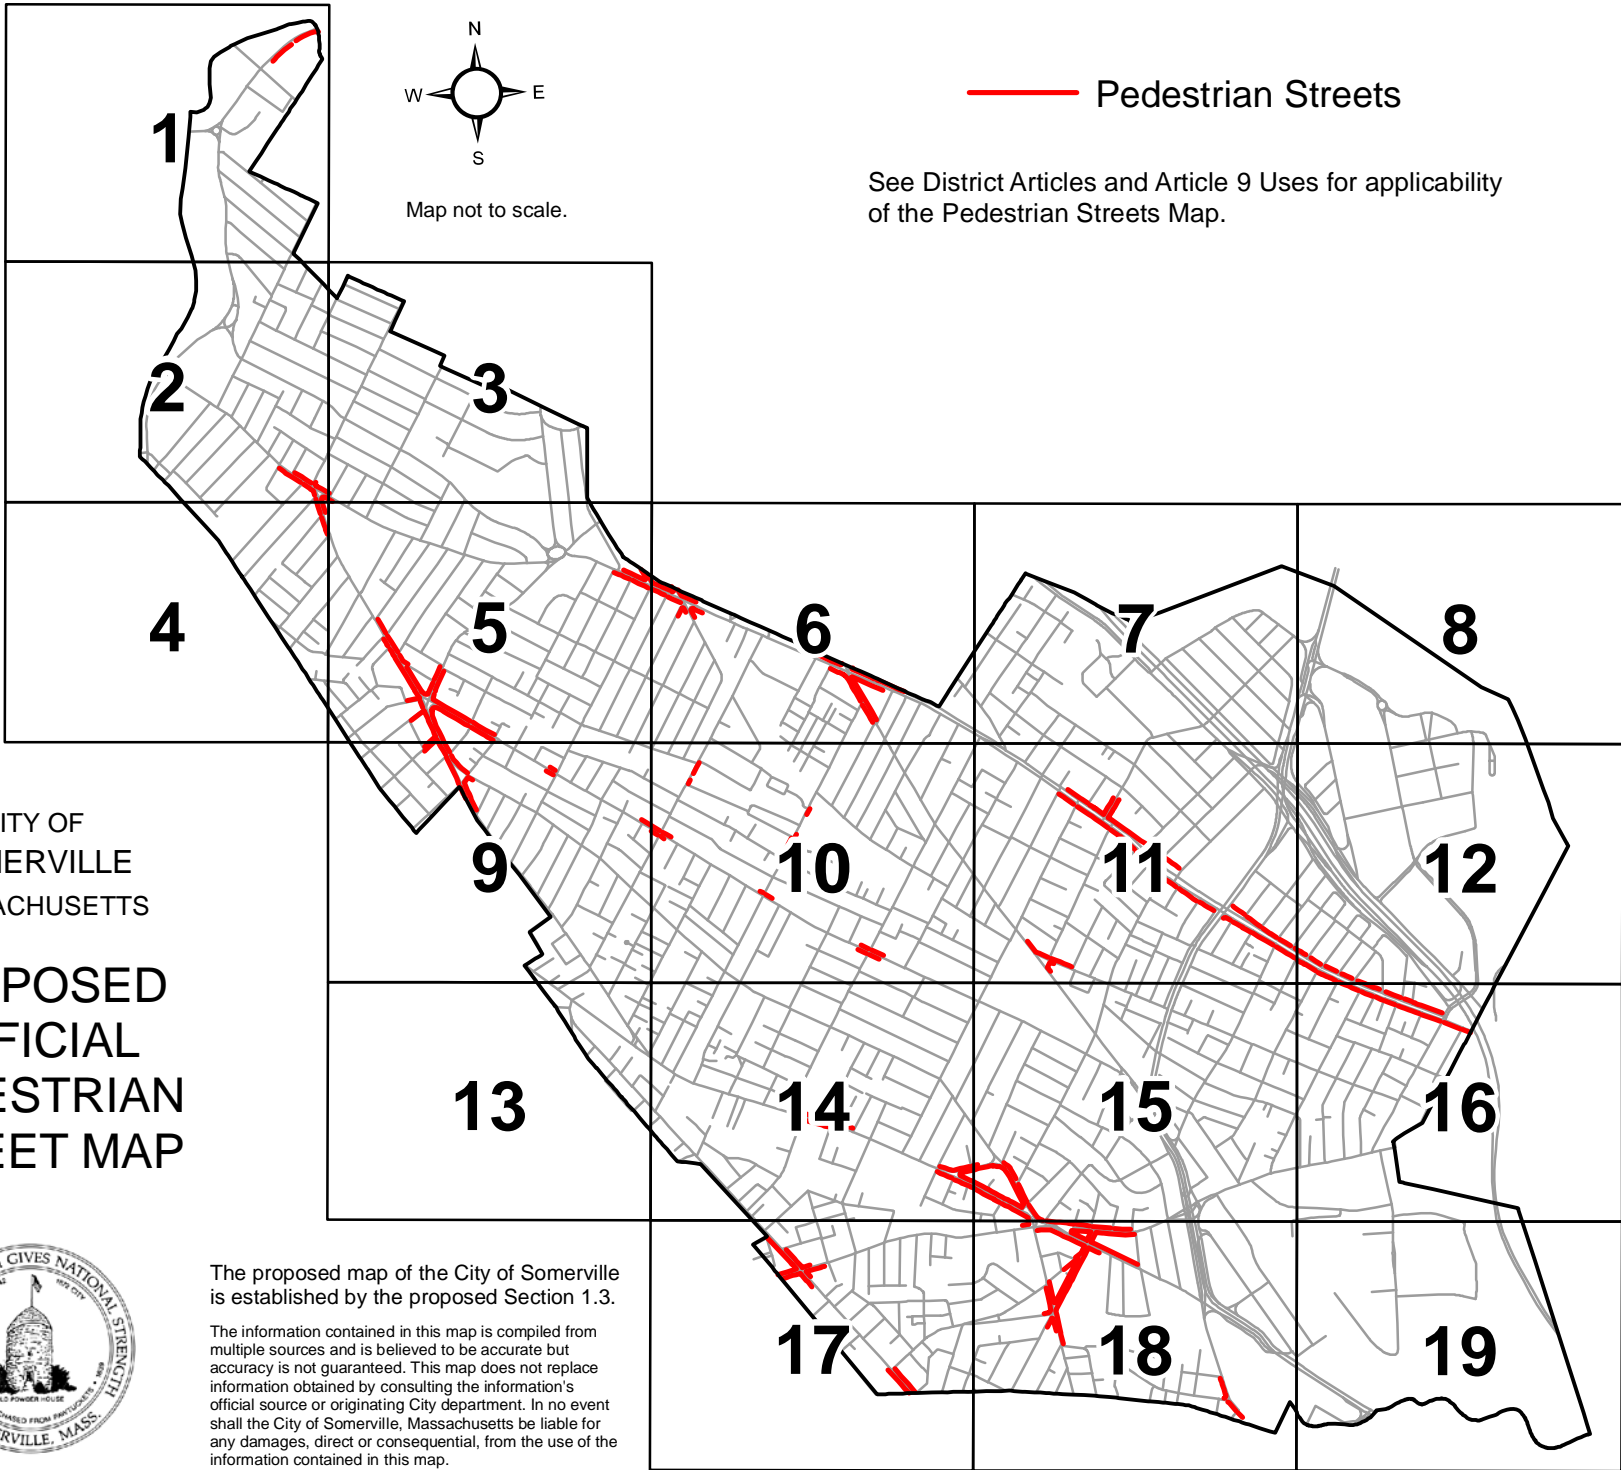 N
W
E
S
Map not to scale.
Pedestrian Streets
See District Articles and Article 9 Uses for applicability
of the Pedestrian Streets Map.
1
2
3
4
5
6
7
8
9
10
11
12
13
14
15
16
17
18
19
ITY OF
MERVILLE
ACHUSETTS
POSED
FICIAL
ESTRIAN
EET MAP
GIVES NATIONAL STRENGTH
1872 CITY
OLD POWDER HOUSE
ERVILLE, MASS.
The proposed map of the City of Somerville
is established by the proposed Section 1.3.
The information contained in this map is compiled from
multiple sources and is believed to be accurate but
accuracy is not guaranteed. This map does not replace
information obtained by consulting the information's
official source or originating City department. In no event
shall the City of Somerville, Massachusetts be liable for
any damages, direct or consequential, from the use of the
information contained in this map.